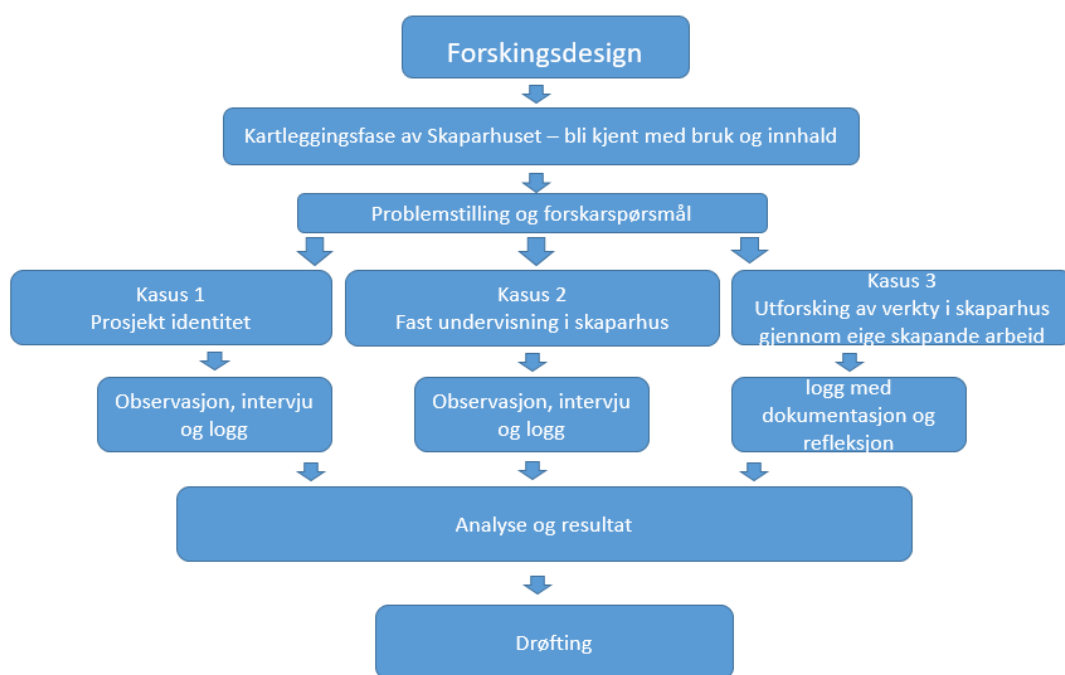 Forskingsdesign
Kartleggingsfase av Skaparhuset – bli kjent med bruk og innhald
Problemstilling og forskarspørsmål
Kasus 1
Prosjekt identitet
Kasus 2
Fast undervisning i skaparhus
Kasus 3
Utforsking av verkty i skaparhus
gjennom eige skapande arbeid
Observasjon, intervju
og logg
Observasjon, intervju
og logg
logg med
dokumentasjon og
refleksjon
Analyse og resultat
Drøfting